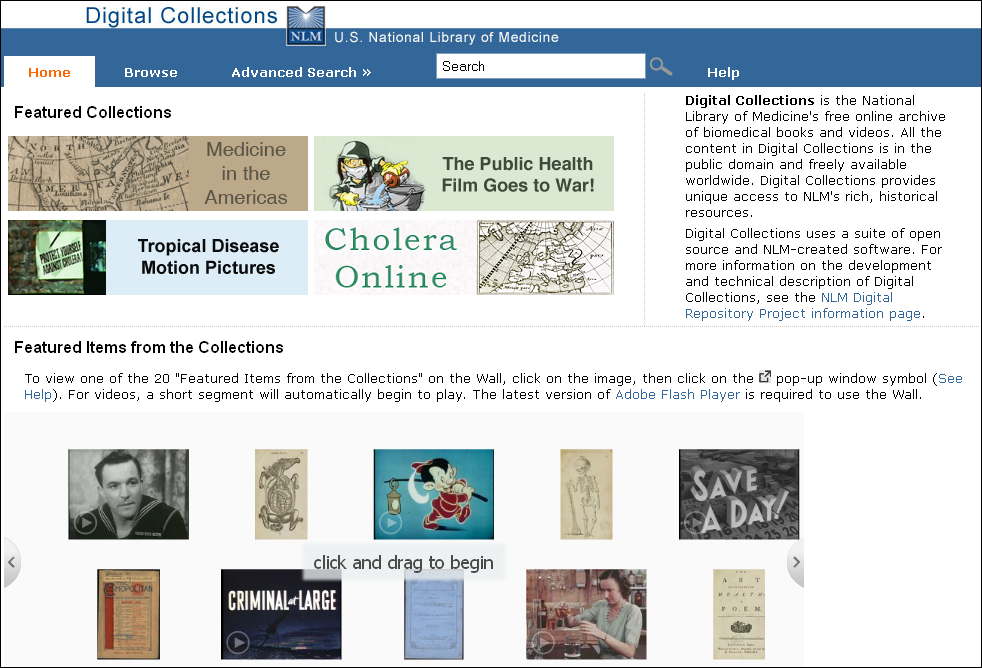 Digital Collections
NLM
U.S. National Library of Medicine
Home
Browse
Advanced Search »
Search
Help
Featured Collections
Medicine
in the
Americas
The Public Health
Film Goes to War!
PROTECT YOURSELF
AGAINST CHOLERA
Tropical Disease
Motion Pictures
Cholera
Online
Digital Collections is the National
Library of Medicine's free online archive
of biomedical books and videos. All the
content in Digital Collections is in the
public domain and freely available
worldwide. Digital Collections provides
unique access to NLM's rich, historical
resources.
Digital Collections uses a suite of open
source and NLM-created software. For
more information on the development
and technical description of Digital
Collections, see the NLM Digital
Repository Project information page.
Featured Items from the Collections
To view one of the 20 "Featured Items from the Collections" on the Wall, click on the image, then click on the pop-up window symbol (See
Help). For videos, a short segment will automatically begin to play. The latest version of Adobe Flash Player is required to use the Wall.
SAVE
A DAY!
click and drag to begin
COSMOPOLITAN
CRIMINAL at LARGE
THE
ART
HEALTH
POEM